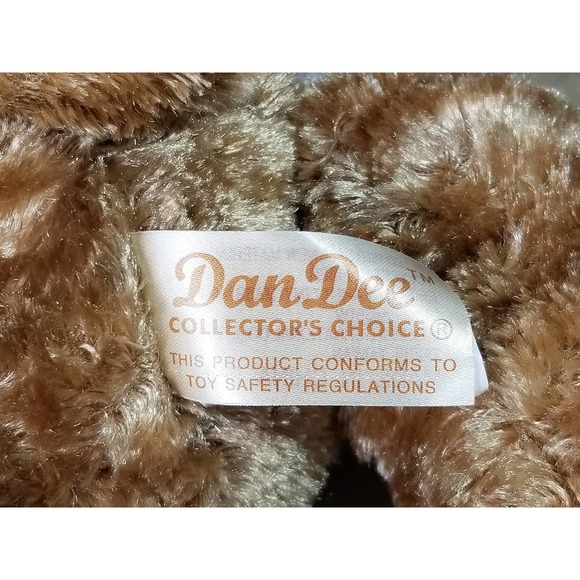 Dan Dee™
COLLECTOR'S CHOICE®
THIS PRODUCT CONFORMS TO
TOY SAFETY REGULATIONS